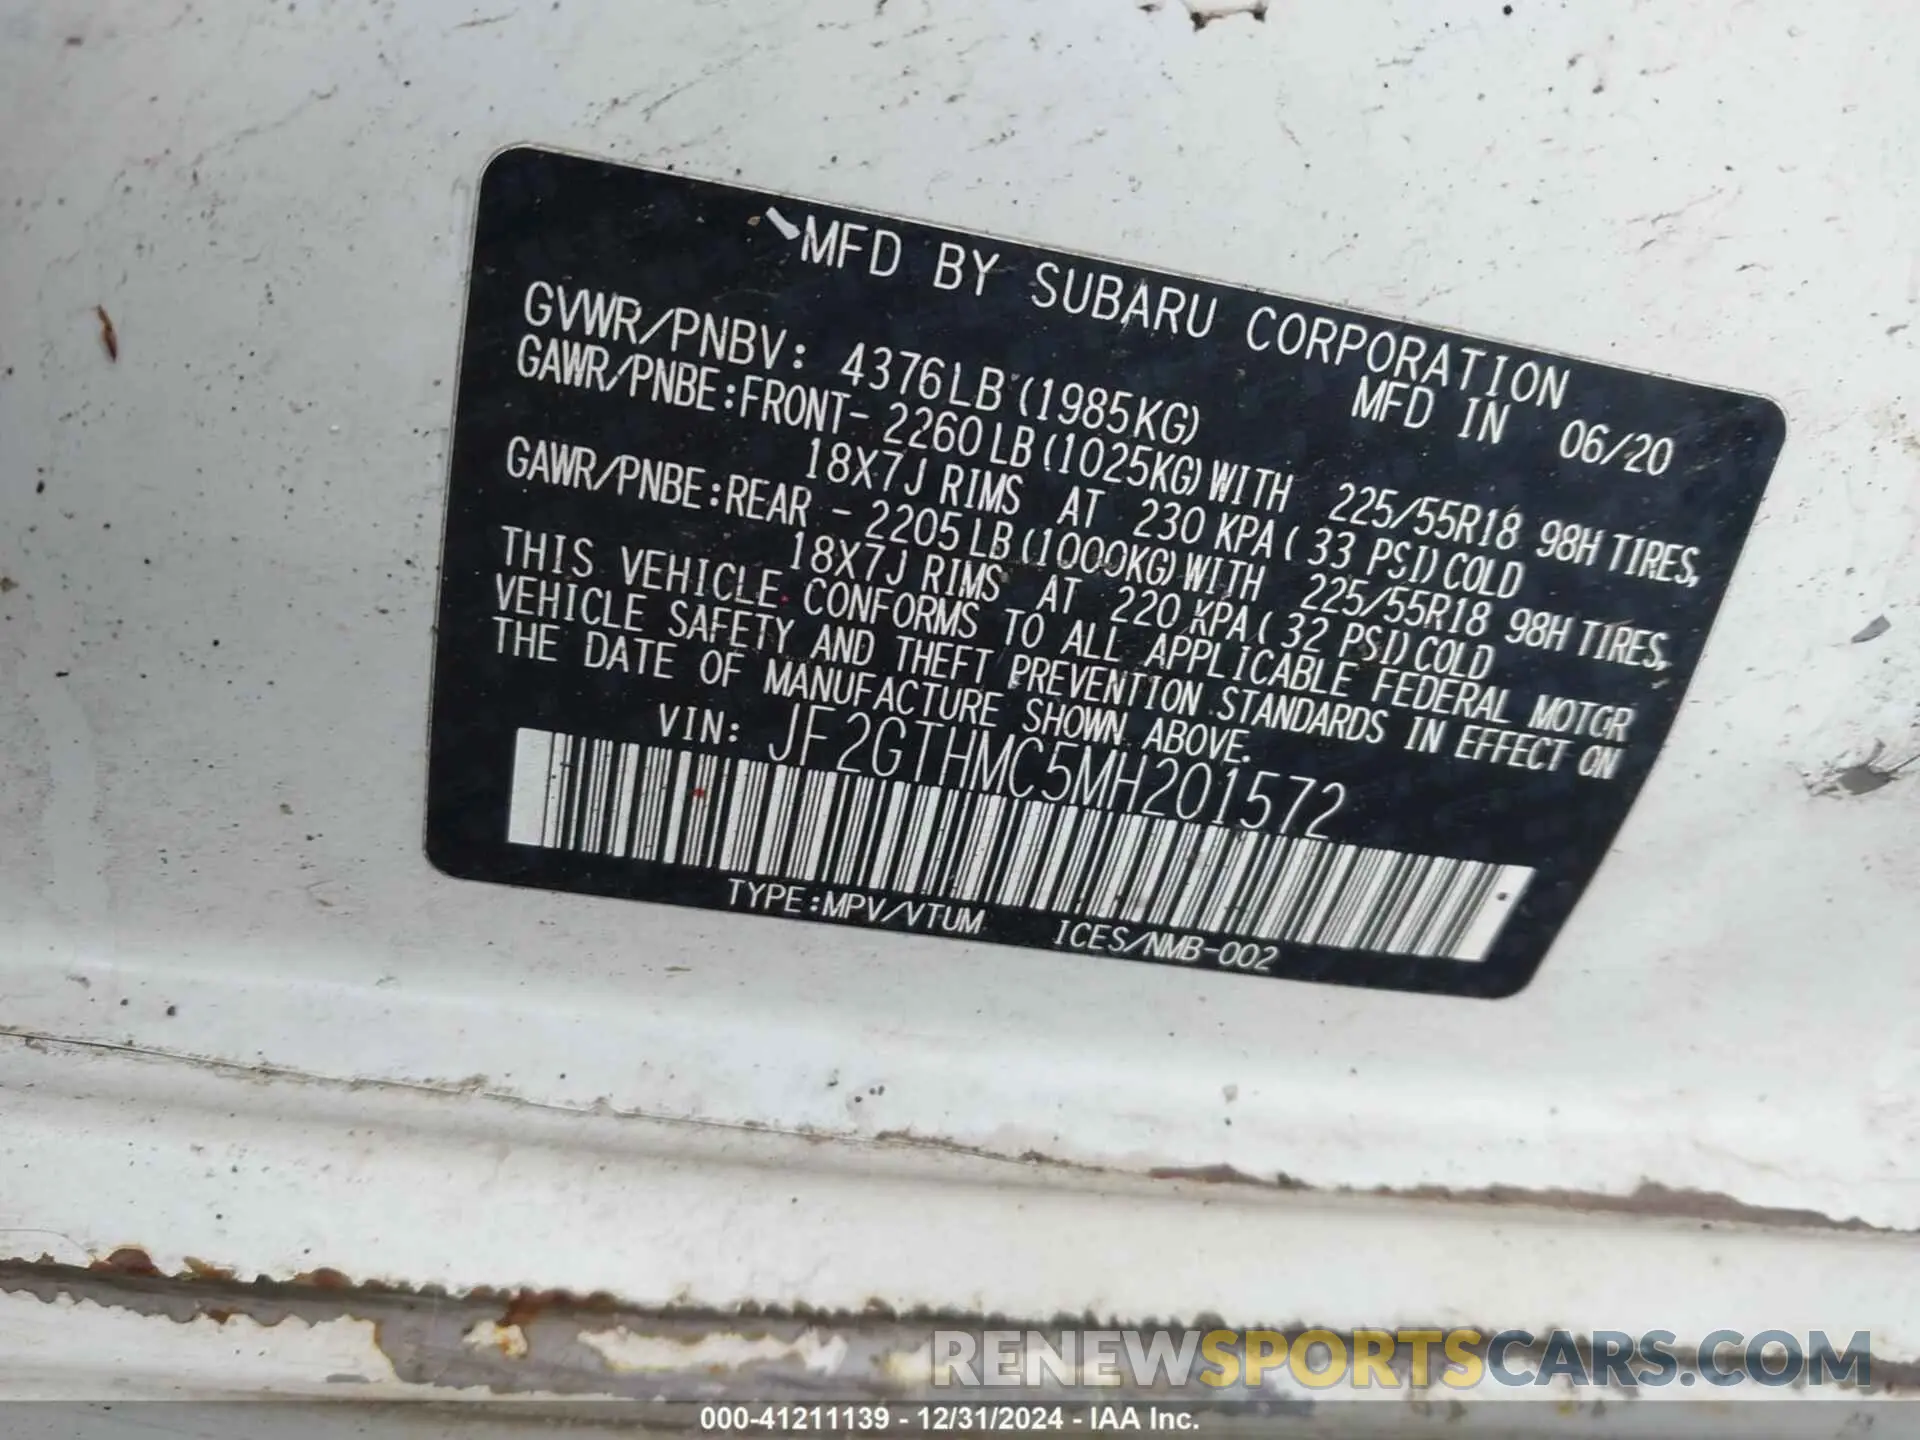 MFD BY SUBARU CORPORATION
MFD IN 06/20
GVWR/PNBV: 4376LB (1985KG)
GAWR/PNBE:FRONT- 2260LB(1025KG)WITH 225/55R18 98H TIRES,
18X7J RIMS AT 230 KPA( 33 PSI)COLD
GAWR/PNBE:REAR - 2205LB(1000KG)WITH 225/55R18 98H TIRES,
18X7J RIMS AT 220 KPA( 32 PSI)COLD
THIS VEHICLE CONFORMS TO ALL APPLICABLE FEDERAL MOTOR
VEHICLE SAFETY AND THEFT PREVENTION STANDARDS IN EFFECT ON
THE DATE OF MANUFACTURE SHOWN ABOVE.
VIN: JF2GTHMC5MH201572
TYPE:MPV/VTUM ICES/NMB-002
RENEWSPORTSCARS.COM
000-41211139 - 12/31/2024 - IAA Inc.